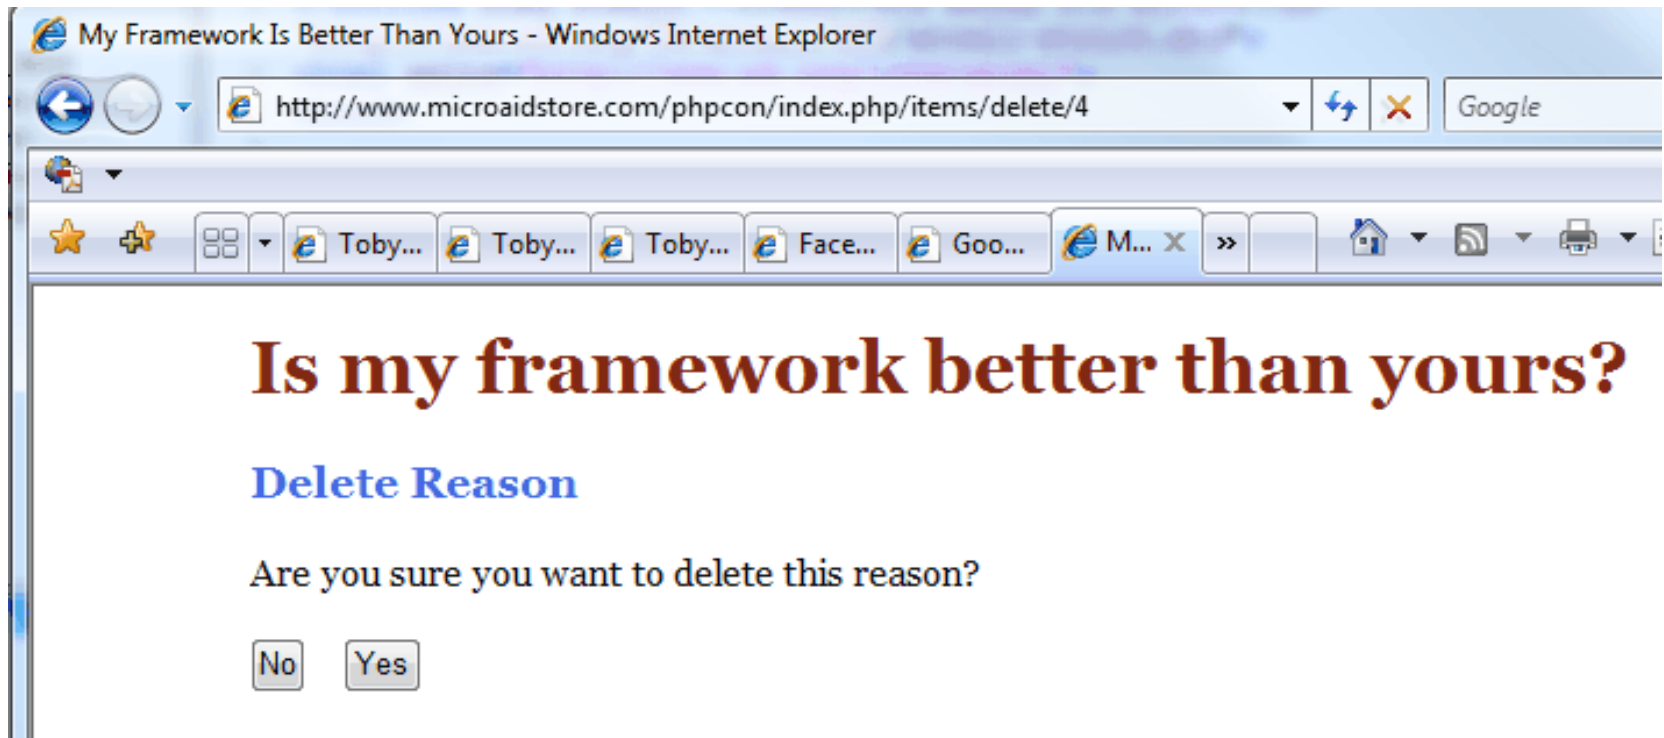 My Framework Is Better Than Yours - Windows Internet Explorer
http://www.microaidstore.com/phpcon/index.php/items/delete/4 Google
Toby... Toby... Toby... Face... Goo... M... »
Is my framework better than yours?
Delete Reason
Are you sure you want to delete this reason?
No Yes